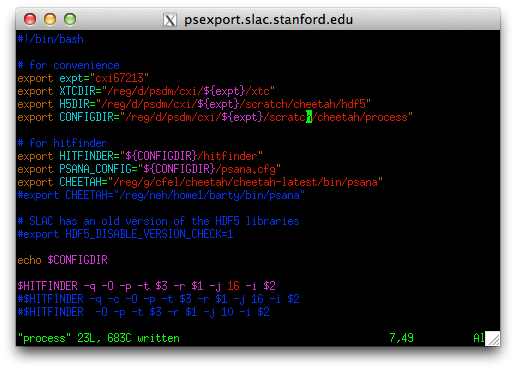 psexport.slac.stanford.edu
#!/bin/bash
# for convenience
export expt="cxi67213"
export XTCDIR="/reg/d/psdm/cxi/${expt}/xtc"
export H5DIR="/reg/d/psdm/cxi/${expt}/scratch/cheetah/hdf5"
export CONFIGDIR="/reg/d/psdm/cxi/${expt}/scratch/cheetah/process"
# for hitfinder
export HITFINDER="${CONFIGDIR}/hitfinder"
export PSANA_CONFIG="${CONFIGDIR}/psana.cfg"
export CHEETAH="/reg/g/cfel/cheetah/cheetah-latest/bin/psana"
#export CHEETAH="/reg/neh/home1/barty/bin/psana"
# SLAC has an old version of the HDF5 libraries
#export HDF5_DISABLE_VERSION_CHECK=1
echo $CONFIGDIR
$HITFINDER -q -O -p -t $3 -r $1 -j 16 -i $2
#$HITFINDER -q -c -O -p -t $3 -r $1 -j 16 -i $2
#$HITFINDER  -O -p -t $3 -r $1 -j 10 -i $2
"process" 23L, 683C written 7,49 Al